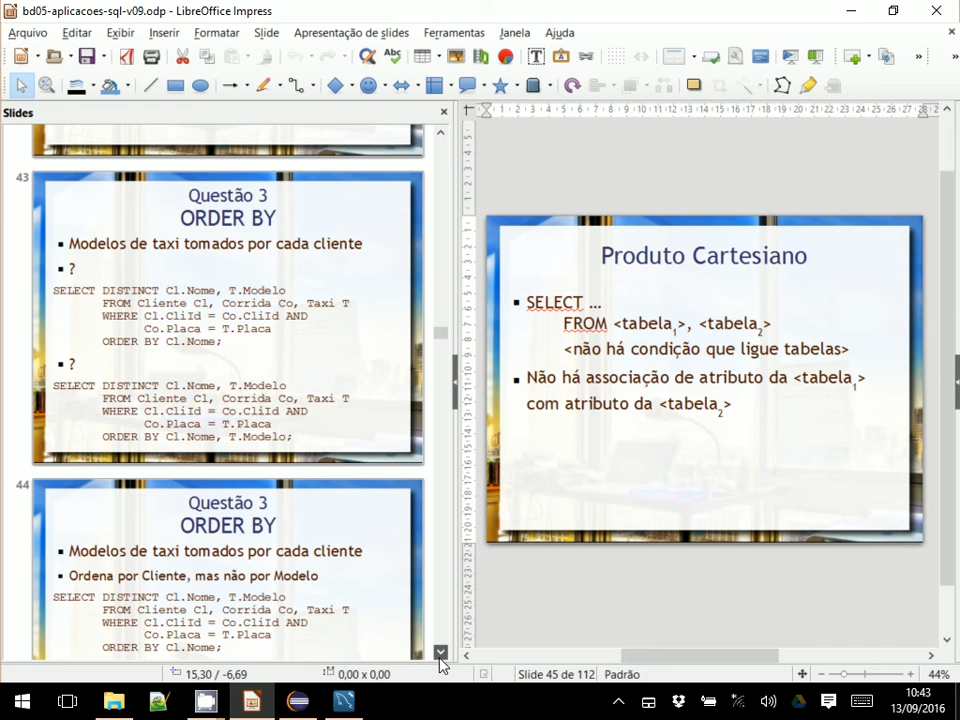 bd05-aplicacoes-sql-v09.odp - LibreOffice Impress
Arquivo Editar Exibir Inserir Formatar Slide Apresentação de slides Ferramentas Janela Ajuda
Slides
43
Questão 3
ORDER BY
Modelos de taxi tomados por cada cliente
?
SELECT DISTINCT Cl.Nome, T.Modelo
FROM Cliente Cl, Corrida Co, Taxi T
WHERE Cl.CliId = Co.CliId AND
Co.Placa = T.Placa
ORDER BY Cl.Nome;
?
SELECT DISTINCT Cl.Nome, T.Modelo
FROM Cliente Cl, Corrida Co, Taxi T
WHERE Cl.CliId = Co.CliId AND
Co.Placa = T.Placa
ORDER BY Cl.Nome, T.Modelo;
44
Questão 3
ORDER BY
Modelos de taxi tomados por cada cliente
Ordena por Cliente, mas não por Modelo
SELECT DISTINCT Cl.Nome, T.Modelo
FROM Cliente Cl, Corrida Co, Taxi T
WHERE Cl.CliId = Co.CliId AND
Co.Placa = T.Placa
ORDER BY Cl.Nome;
Produto Cartesiano
SELECT ...
FROM <tabela1>, <tabela2>
<não há condição que ligue tabelas>
Não há associação de atributo da <tabela1>
com atributo da <tabela2>
15,30 / -6,69 0,00 x 0,00 Slide 45 de 112 Padrão 44%
10:43
13/09/2016